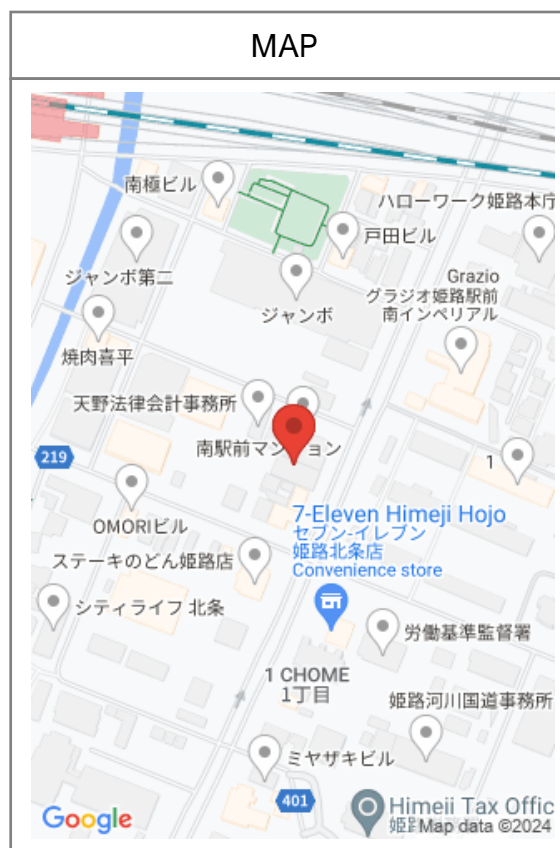 MAP
南極ビル
ハローワーク姫路本庁
戸田ビル
ジャンボ第二
Grazio
グラジオ姫路駅前
南インペリアル
ジャンボ
焼肉喜平
天野法律会計事務所
南駅前マンション
219
1
OMORIビル
7-Eleven Himeji Hojo
セブン-イレブン
姫路北条店
Convenience store
ステーキのどん姫路店
シティライフ 北条
労働基準監督署
1 CHOME
1丁目
姫路河川国道事務所
ミヤザキビル
401
Himeji Tax Offic
Google
Map data ©2024